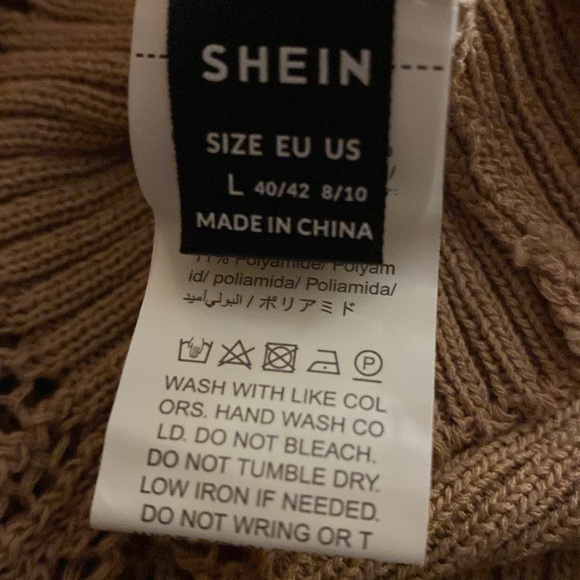 SHEIN
SIZE EU US
L 40/42 8/10
MADE IN CHINA
11% Polyamide/ Polyam
id/ poliamida/ Poliamida/
البولي أميد / ポリアミド
P
WASH WITH LIKE COL
ORS. HAND WASH CO
LD. DO NOT BLEACH.
DO NOT TUMBLE DRY.
LOW IRON IF NEEDED.
DO NOT WRING OR T